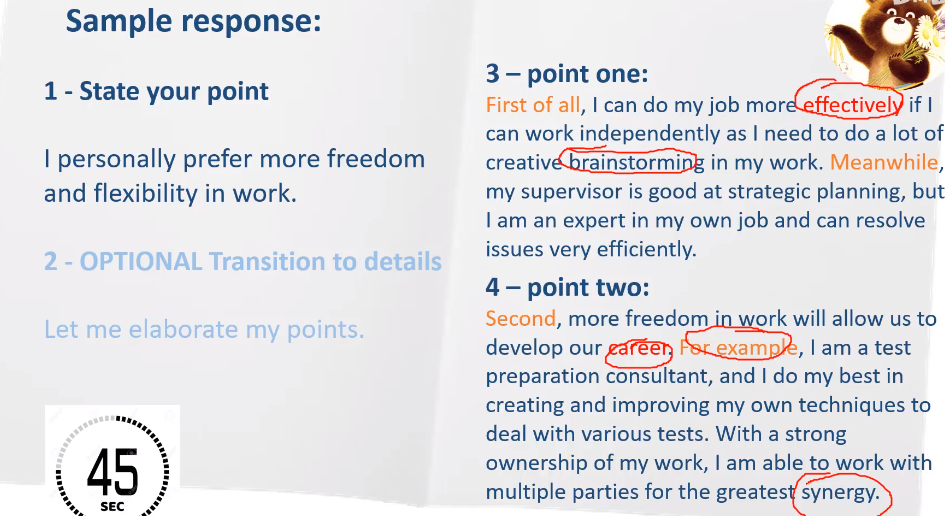 Sample response:
1 - State your point
I personally prefer more freedom
and flexibility in work.
2 - OPTIONAL Transition to details
Let me elaborate my points.
45
SEC
3 – point one:
First of all, I can do my job more effectively if I
can work independently as I need to do a lot of
creative brainstorming in my work. Meanwhile,
my supervisor is good at strategic planning, but
I am an expert in my own job and can resolve
issues very efficiently.
4 – point two:
Second, more freedom in work will allow us to
develop our career. For example, I am a test
preparation consultant, and I do my best in
creating and improving my own techniques to
deal with various tests. With a strong
ownership of my work, I am able to work with
multiple parties for the greatest synergy.